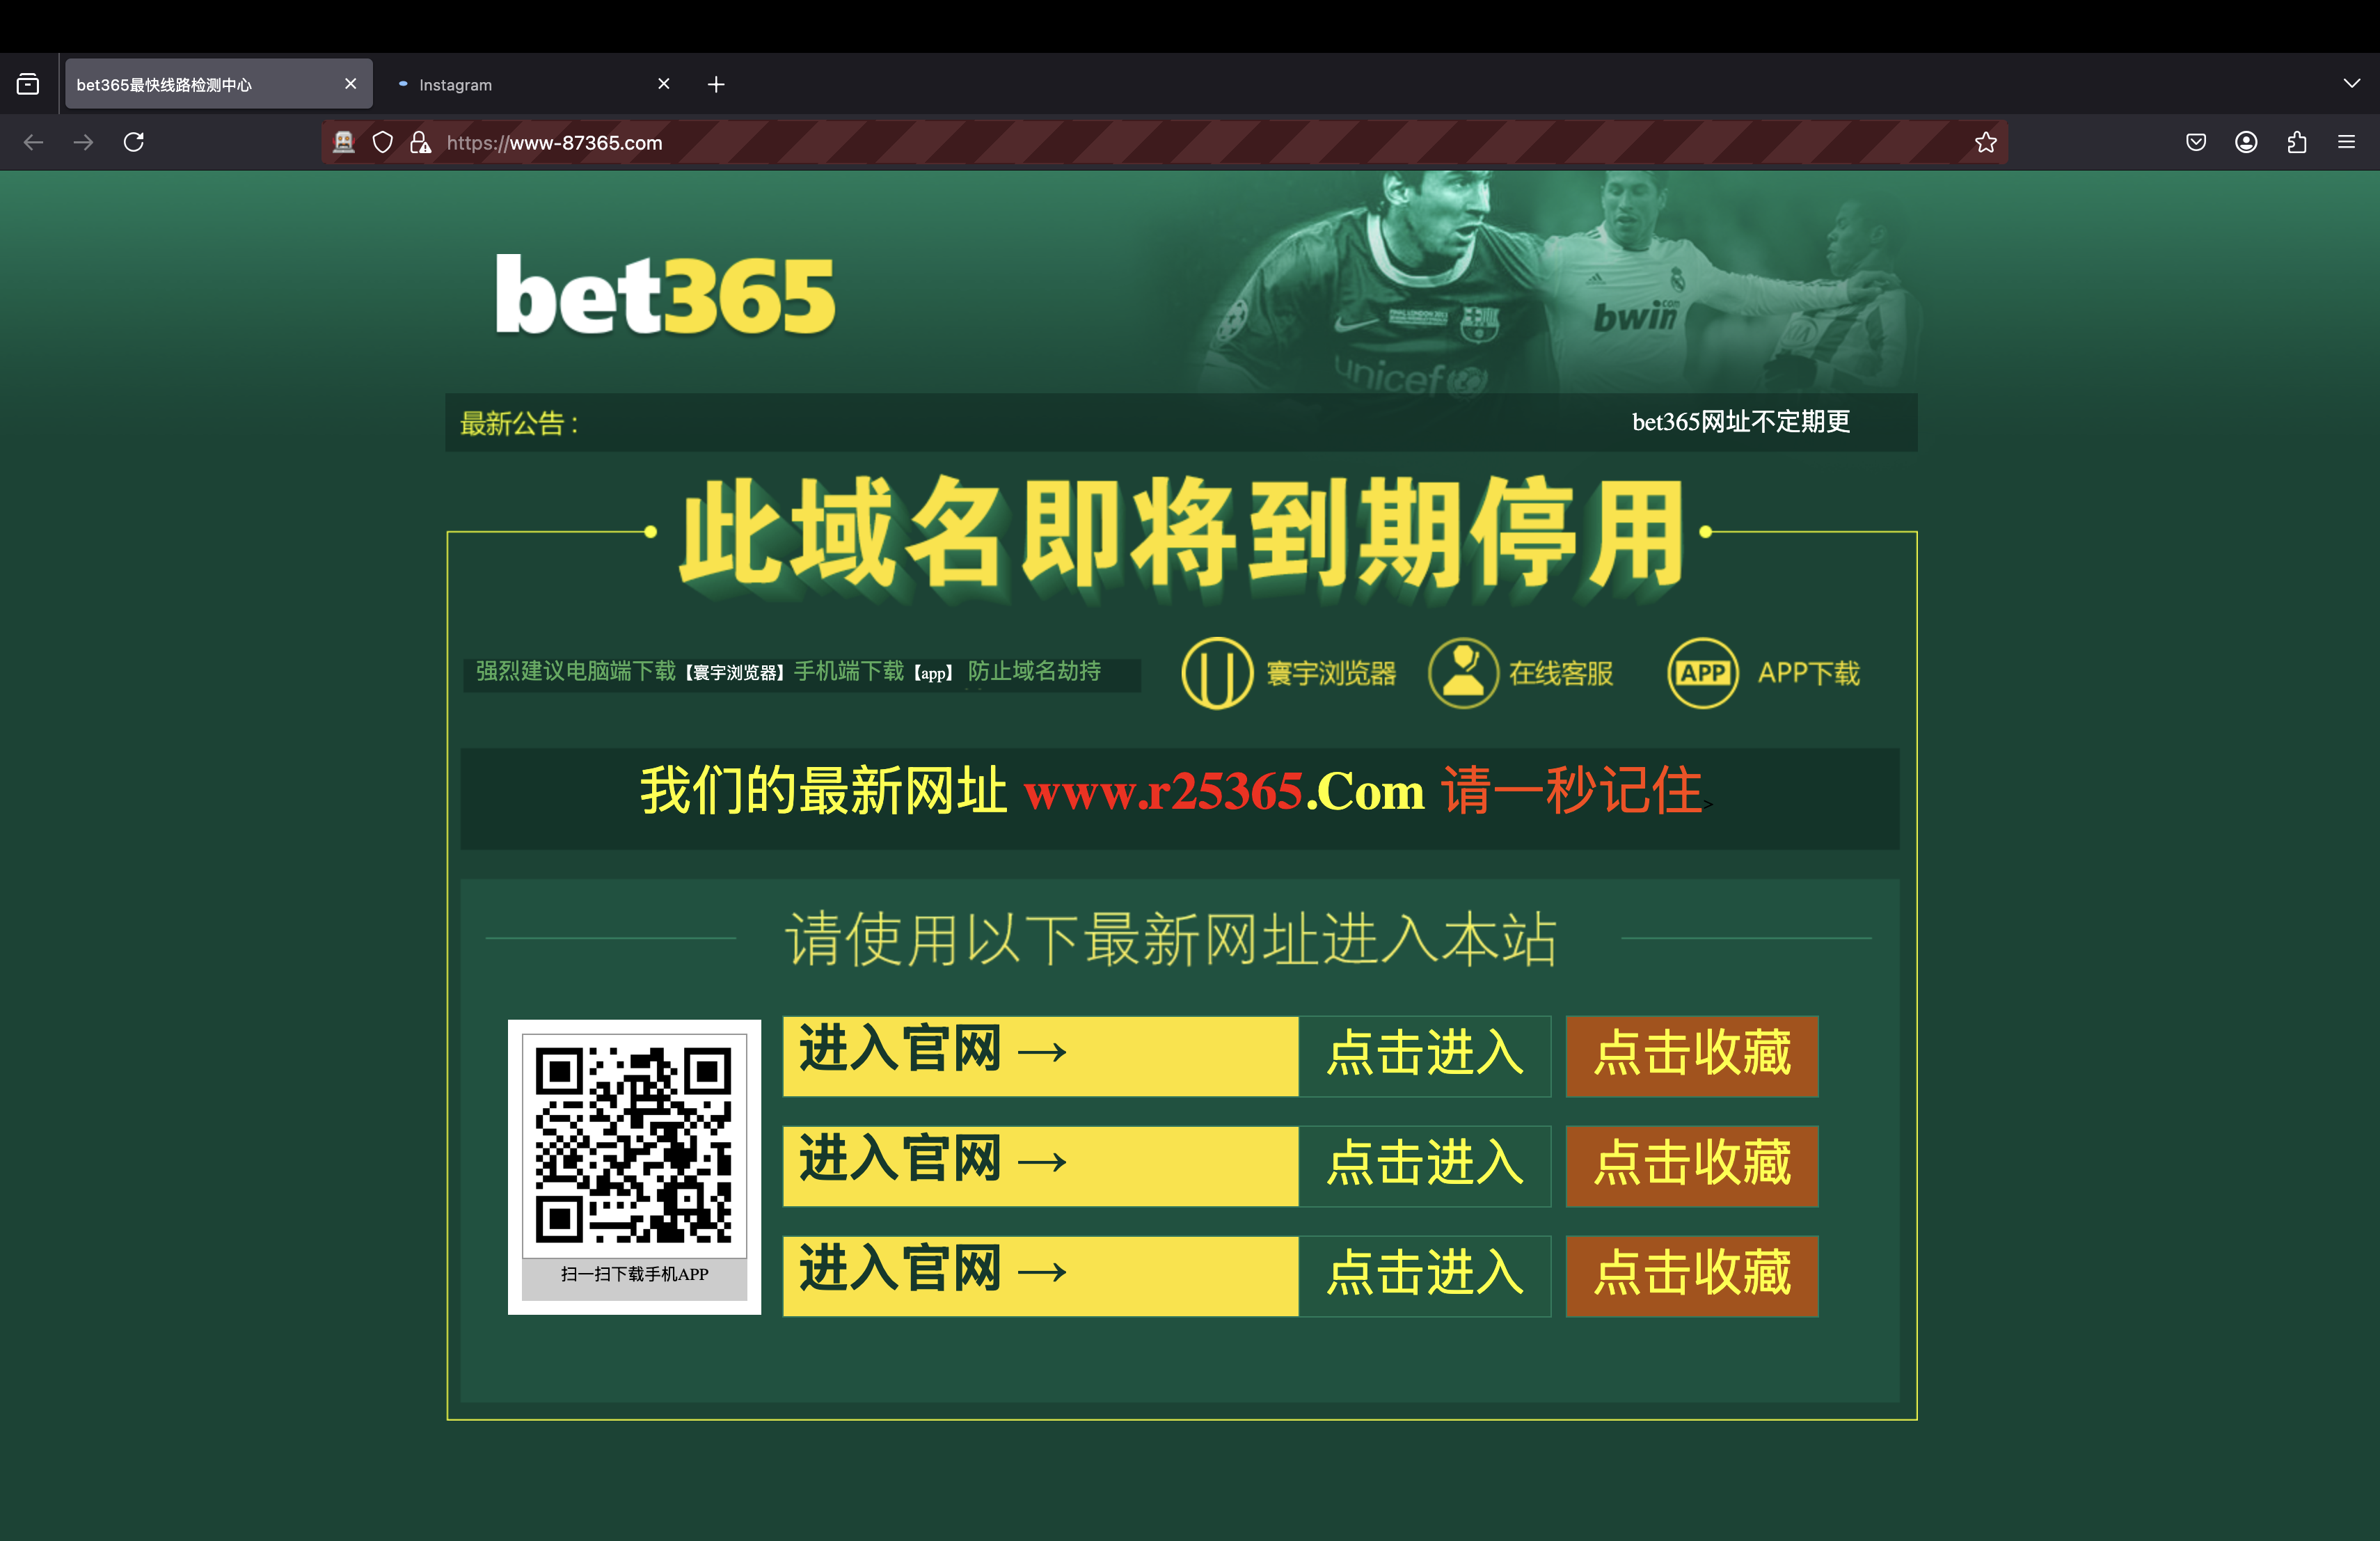 bet365最快线路检测中心
Instagram
https://www-87365.com
bet365
unicef
bwin
.com
最新公告：
bet365网址不定期更
此域名即将到期停用
强烈建议电脑端下载【寰宇浏览器】手机端下载【app】 防止域名劫持
寰宇浏览器
在线客服
APP
APP下载
我们的最新网址 www.r25365.Com 请一秒记住>
请使用以下最新网址进入本站
进入官网 → 点击进入 点击收藏
进入官网 → 点击进入 点击收藏
进入官网 → 点击进入 点击收藏
扫一扫下载手机APP